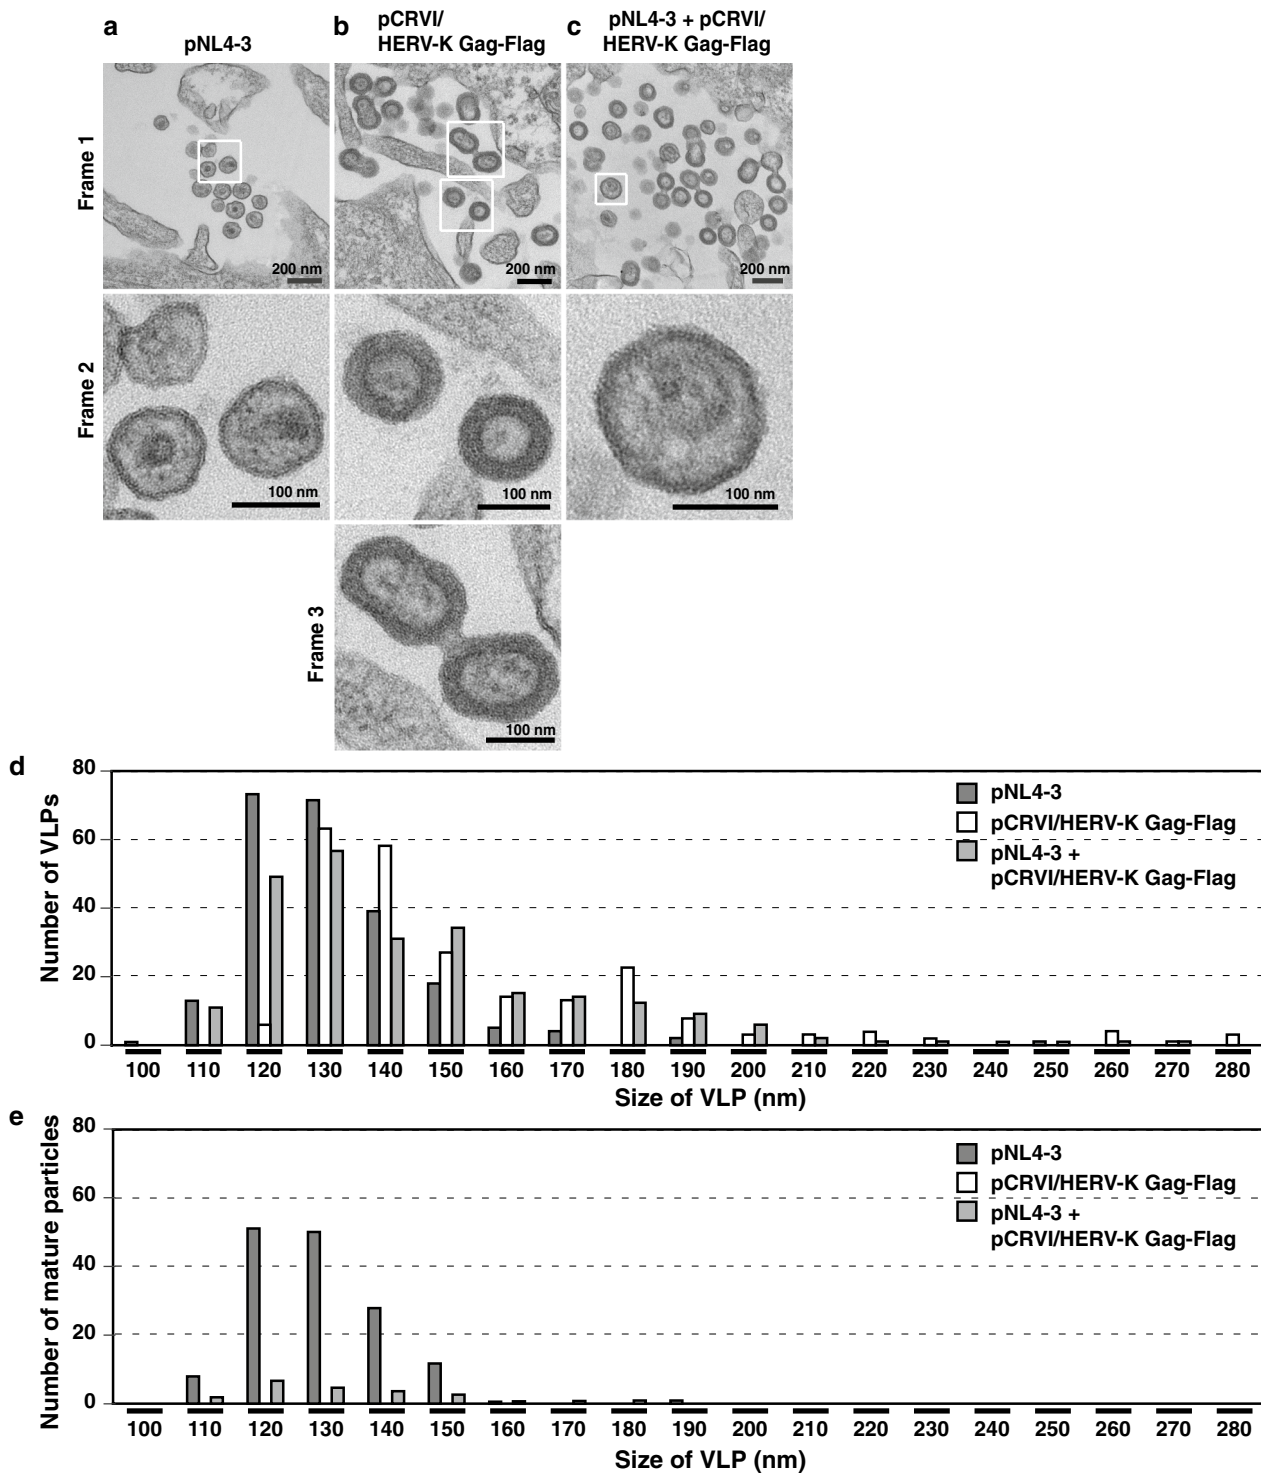 a
pNL4-3
b
pCRVI/
HERV-K Gag-Flag
c
pNL4-3 + pCRVI/
HERV-K Gag-Flag
Frame 1
200 nm
200 nm
200 nm
Frame 2
100 nm
100 nm
100 nm
Frame 3
100 nm
d
Number of VLPs
80
60
40
20
0
pNL4-3
pCRVI/HERV-K Gag-Flag
pNL4-3 +
pCRVI/HERV-K Gag-Flag
100 110 120 130 140 150 160 170 180 190 200 210 220 230 240 250 260 270 280
Size of VLP (nm)
e
Number of mature particles
80
60
40
20
0
pNL4-3
pCRVI/HERV-K Gag-Flag
pNL4-3 +
pCRVI/HERV-K Gag-Flag
100 110 120 130 140 150 160 170 180 190 200 210 220 230 240 250 260 270 280
Size of VLP (nm)